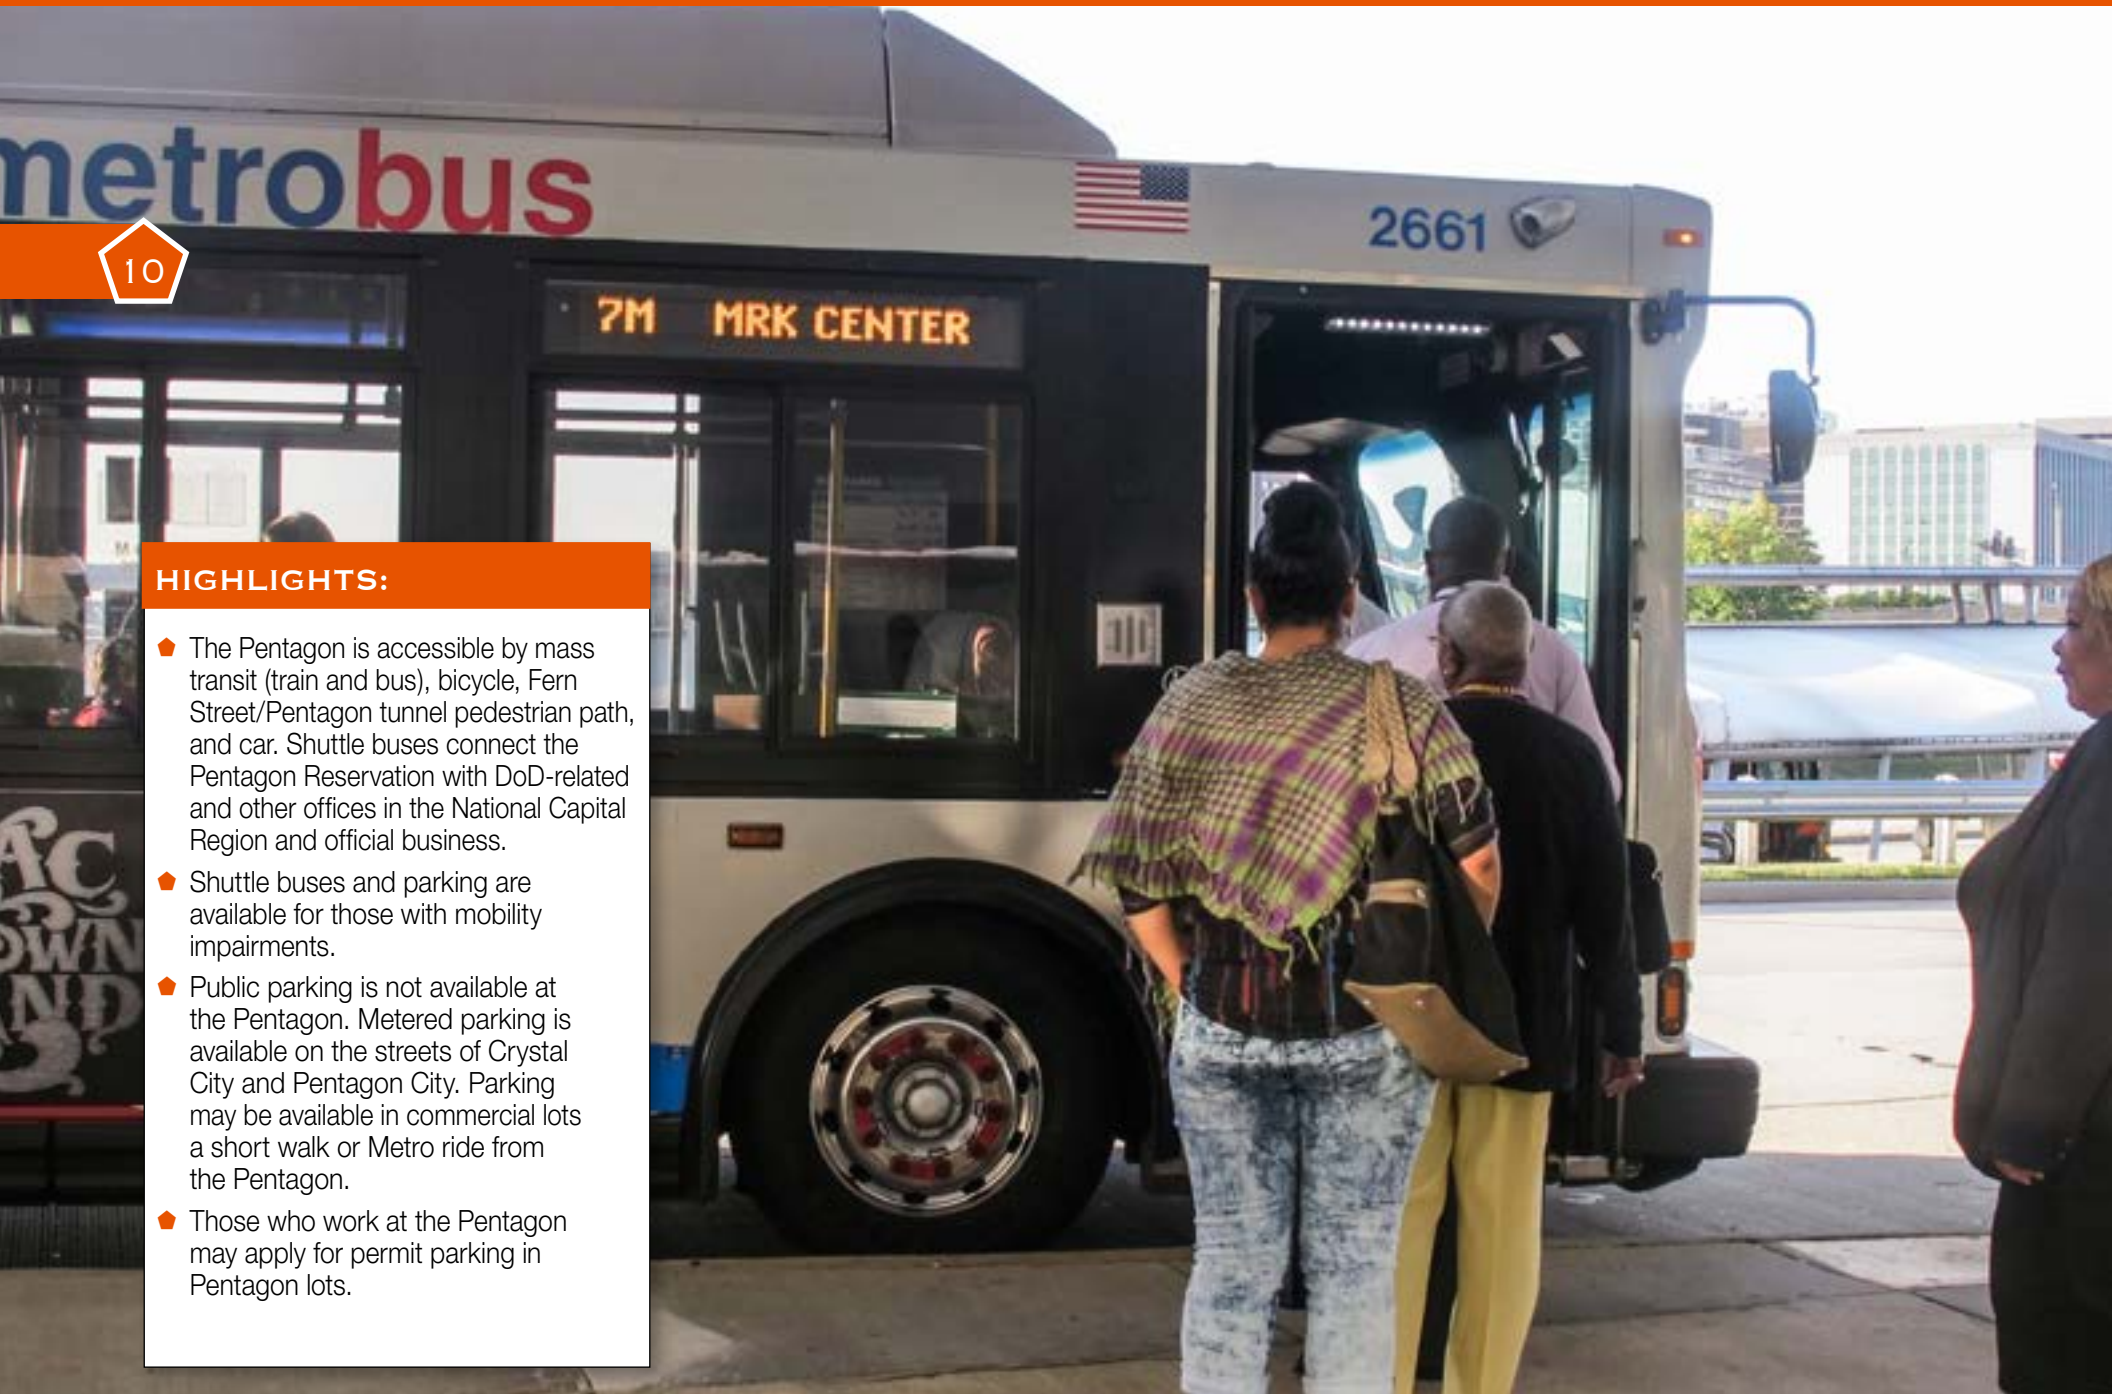 metrobus
2661
10
7M MRK CENTER
HIGHLIGHTS:
The Pentagon is accessible by mass
transit (train and bus), bicycle, Fern
Street/Pentagon tunnel pedestrian path,
and car. Shuttle buses connect the
Pentagon Reservation with DoD-related
and other offices in the National Capital
Region and official business.
Shuttle buses and parking are
available for those with mobility
impairments.
Public parking is not available at
the Pentagon. Metered parking is
available on the streets of Crystal
City and Pentagon City. Parking
may be available in commercial lots
a short walk or Metro ride from
the Pentagon.
Those who work at the Pentagon
may apply for permit parking in
Pentagon lots.